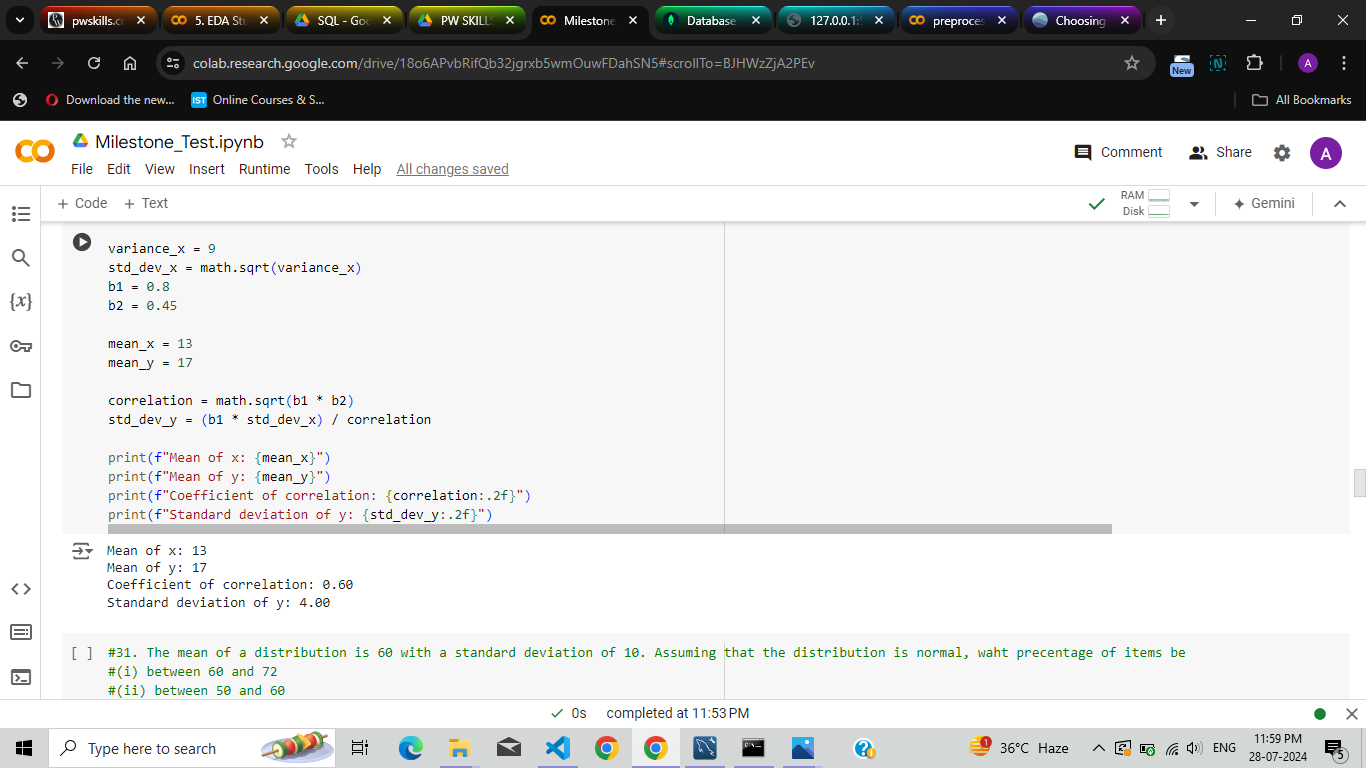 pwskills.c
5. EDA St
SQL - Goo
PW SKILL
Milestone
Database
127.0.0.1:
preproces
Choosing
colab.research.google.com/drive/18o6APvbRifQb32jgrxb5wmOuwFDahSN5#scrollTo=BJHWzZjA2PEv
New
A
Download the new...
IST Online Courses & S...
All Bookmarks
Milestone_Test.ipynb
Comment
Share
A
File Edit View Insert Runtime Tools Help All changes saved
+ Code + Text
RAM
Disk
Gemini
variance_x = 9
std_dev_x = math.sqrt(variance_x)
b1 = 0.8
b2 = 0.45
{x}
mean_x = 13
mean_y = 17
correlation = math.sqrt(b1 * b2)
std_dev_y = (b1 * std_dev_x) / correlation
print(f"Mean of x: {mean_x}")
print(f"Mean of y: {mean_y}")
print(f"Coefficient of correlation: {correlation:.2f}")
print(f"Standard deviation of y: {std_dev_y:.2f}")
Mean of x: 13
Mean of y: 17
Coefficient of correlation: 0.60
Standard deviation of y: 4.00
[ ] #31. The mean of a distribution is 60 with a standard deviation of 10. Assuming that the distribution is normal, waht precentage of items be
#(i) between 60 and 72
#(ii) between 50 and 60
0s completed at 11:53 PM
Type here to search
1
36°C Haze
ENG
11:59 PM
28-07-2024
5